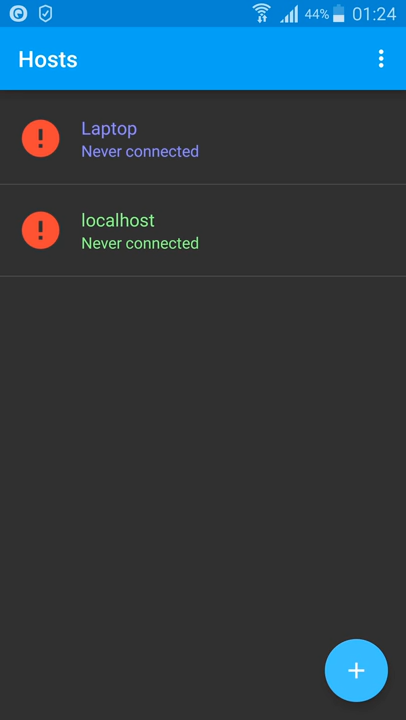 44% 01:24
Hosts
Laptop
Never connected
localhost
Never connected